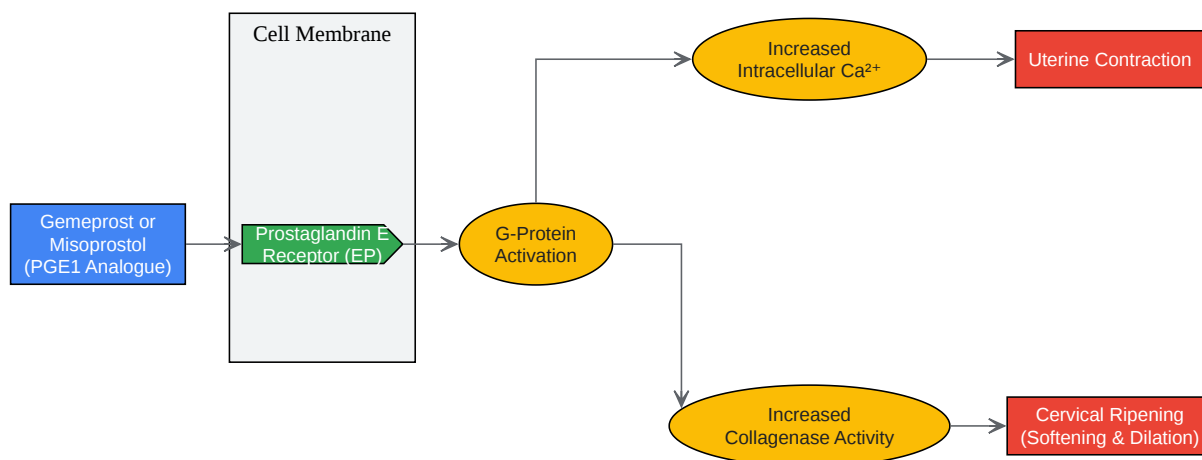 Cell Membrane
Increased
Intracellular Ca²⁺
Uterine Contraction
Gemeprost or
Misoprostol
(PGE1 Analogue)
Prostaglandin E
Receptor (EP)
G-Protein
Activation
Increased
Collagenase Activity
Cervical Ripening
(Softening & Dilation)